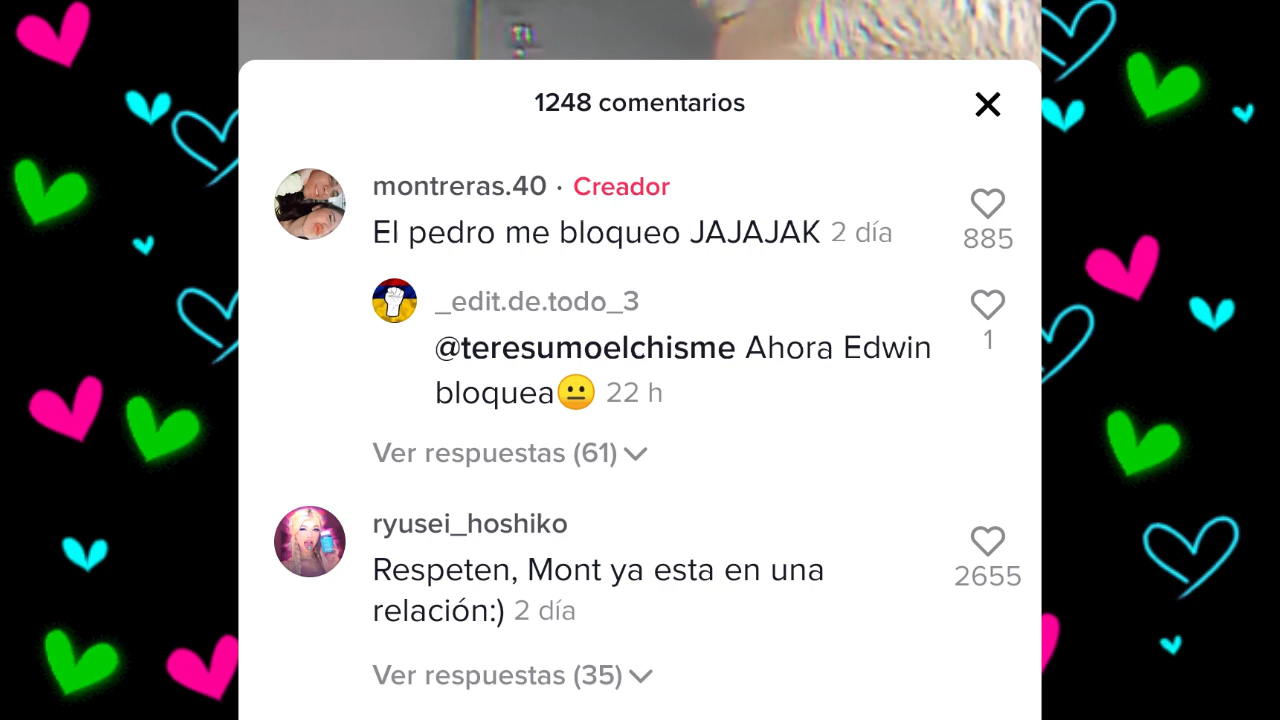 1248 comentarios
montreras.40 · Creador
El pedro me bloqueo JAJAJAK 2 día
885
_edit.de.todo_3
@teresumoelchisme Ahora Edwin
bloquea😐 22 h
1
Ver respuestas (61)
ryusei_hoshiko
Respeten, Mont ya esta en una
relación:) 2 día
2655
Ver respuestas (35)